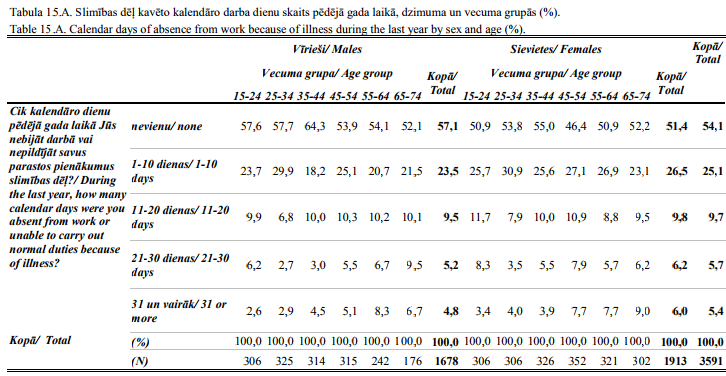 Tabula 15.A. Slimības dēļ kavēto kalendāro darba dienu skaits pēdējā gada laikā, dzimuma un vecuma grupās (%).
Table 15.A. Calendar days of absence from work because of illness during the last year by sex and age (%).
Vīrieši/ Males Sievietes/ Females Kopā/ Total
Vecuma grupa/ Age group Kopā/ Total Vecuma grupa/ Age group Kopā/ Total
15-24 25-34 35-44 45-54 55-64 65-74 15-24 25-34 35-44 45-54 55-64 65-74
Cik kalendāro dienu
pēdējā gada laikā Jūs
nebijāt darbā vai
nepildījāt savus
parastos pienākumus
slimības dēļ?/ During
the last year, how many
calendar days were you
absent from work or
unable to carry out
normal duties because
of illness?
nevienu/ none 57,6 57,7 64,3 53,9 54,1 52,1 57,1 50,9 53,8 55,0 46,4 50,9 52,2 51,4 54,1
1-10 dienas/ 1-10
days 23,7 29,9 18,2 25,1 20,7 21,5 23,5 25,7 30,9 25,6 27,1 26,9 23,1 26,5 25,1
11-20 dienas/ 11-20
days 9,9 6,8 10,0 10,3 10,2 10,1 9,5 11,7 7,9 10,0 10,9 8,8 9,5 9,8 9,7
21-30 dienas/ 21-30
days 6,2 2,7 3,0 5,5 6,7 9,5 5,2 8,3 3,5 5,5 7,9 5,7 6,2 6,2 5,7
31 un vairāk/ 31 or
more 2,6 2,9 4,5 5,1 8,3 6,7 4,8 3,4 4,0 3,9 7,7 7,7 9,0 6,0 5,4
Kopā/ Total (%) 100,0 100,0 100,0 100,0 100,0 100,0 100,0 100,0 100,0 100,0 100,0 100,0 100,0 100,0 100,0
(N) 306 325 314 315 242 176 1678 306 306 326 352 321 302 1913 3591